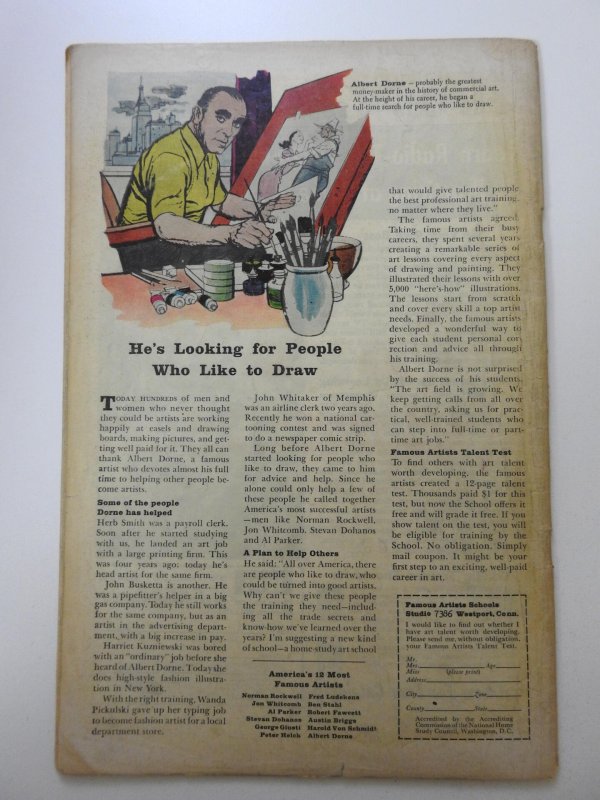 Albert Dorne – probably the greatest
money-maker in the history of commercial art.
At the height of his career, he began a
full-time search for people who like to draw.
He's Looking for People
Who Like to Draw
TODAY HUNDREDS of men and
women who never thought
they could be artists are working
happily at easels and drawing
boards, making pictures, and get-
ting well paid for it. They all can
thank Albert Dorne, a famous
artist who devotes almost his full
time to helping other people be-
come artists.
Some of the people
Dorne has helped
Herb Smith was a payroll clerk.
Soon after he started studying
with us, he landed an art job
with a large printing firm. This
was four years ago: today he's
head artist for the same firm.
John Busketta is another. He
was a pipefitter's helper in a big
gas company. Today he still works
for the same company, but as an
artist in the advertising depart-
ment, with a big increase in pay.
Harriet Kuzniewski was bored
with an "ordinary" job before she
heard of Albert Dorne. Today she
does high-style fashion illustra-
tion in New York.
With the right training, Wanda
Pickulski gave up her typing job
to become fashion artist for a local
department store.
John Whitaker of Memphis
was an airline clerk two years ago.
Recently he won a national car-
tooning contest and was signed
to do a newspaper comic strip.
Long before Albert Dorne
started looking for people who
like to draw, they came to him
for advice and help. Since he
alone could only help a few of
these people he called together
America's most successful artists
—men like Norman Rockwell,
Jon Whitcomb, Stevan Dohanos
and Al Parker.
A Plan to Help Others
He said: "All over America, there
are people who like to draw, who
could be turned into good artists.
Why can't we give these people
the training they need—includ-
ing all the trade secrets and
know-how we've learned over the
years? I'm suggesting a new kind
of school—a home-study art school
America's 12 Most
Famous Artists
Norman Rockwell Fred Ludekens
Jon Whitcomb Ben Stahl
Al Parker Robert Fawcett
Stevan Dohanos Austin Briggs
George Giusti Harold Von Schmidt
Peter Helck Albert Dorne
that would give talented people
the best professional art training,
no matter where they live."
The famous artists agreed.
Taking time from their busy
careers, they spent several years
creating a remarkable series of
art lessons covering every aspect
of drawing and painting. They
illustrated their lessons with over
5,000 "here's-how" illustrations.
The lessons start from scratch
and cover every skill a top artist
needs. Finally, the famous artists
developed a wonderful way to
give each student personal cor-
rection and advice all through
his training.
Albert Dorne is not surprised
by the success of his students.
"The art field is growing. We
keep getting calls from all over
the country, asking us for prac-
tical, well-trained students who
can step into full-time or part-
time art jobs."
Famous Artists Talent Test
To find others with art talent
worth developing, the famous
artists created a 12-page talent
test. Thousands paid $1 for this
test, but now the School offers it
free and will grade it free. If you
show talent on the test, you will
be eligible for training by the
School. No obligation. Simply
mail coupon. It might be your
first step to an exciting, well-paid
career in art.
Famous Artists Schools
Studio 7386 Westport, Conn.
I would like to find out whether I
have art talent worth developing.
Please send me, without obligation,
your Famous Artists Talent Test.
Mr.
Mrs. Age
Miss (please print)
Address
City Zone
County State
Accredited by the Accrediting
Commission of the National Home
Study Council, Washington, D.C.